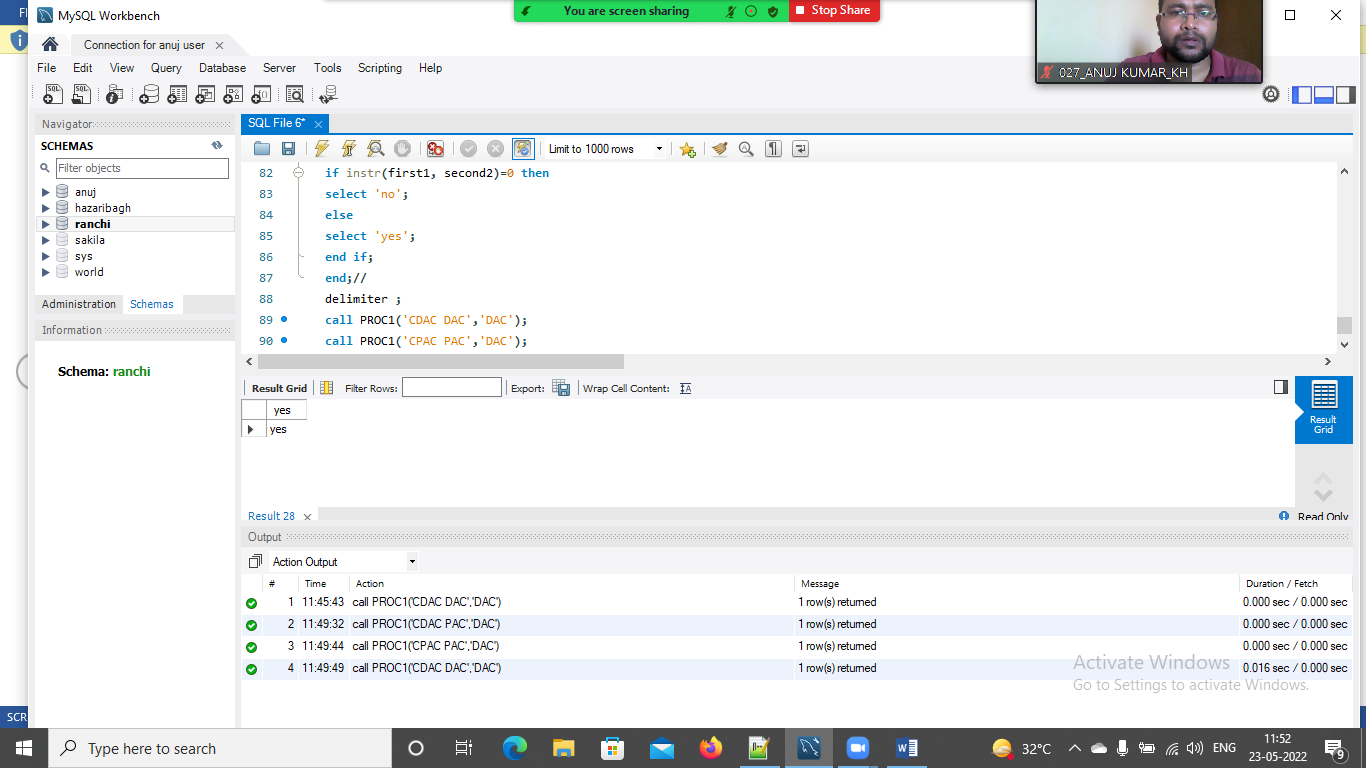 FI
MySQL Workbench
You are screen sharing
Stop Share
027_ANUJ KUMAR_KH
Connection for anuj user
File Edit View Query Database Server Tools Scripting Help
Navigator
SCHEMAS
Filter objects
anuj
hazaribagh
ranchi
sakila
sys
world
Administration Schemas
Information
Schema: ranchi
SQL File 6*
Limit to 1000 rows
82 if instr(first1, second2)=0 then
83 select 'no';
84 else
85 select 'yes';
86 end if;
87 end;//
88 delimiter ;
89 call PROC1('CDAC DAC','DAC');
90 call PROC1('CPAC PAC','DAC');
Result Grid Filter Rows: Export: Wrap Cell Content:
yes
yes
Result Grid
Result 28
Read Only
Output
Action Output
# Time Action Message Duration / Fetch
1 11:45:43 call PROC1('CDAC DAC','DAC') 1 row(s) returned 0.000 sec / 0.000 sec
2 11:49:32 call PROC1('CDAC PAC','DAC') 1 row(s) returned 0.000 sec / 0.000 sec
3 11:49:44 call PROC1('CPAC PAC','DAC') 1 row(s) returned 0.000 sec / 0.000 sec
4 11:49:49 call PROC1('CDAC DAC','DAC') 1 row(s) returned 0.016 sec / 0.000 sec
Activate Windows
Go to Settings to activate Windows.
SCR
Type here to search
32°C
ENG
11:52
23-05-2022
9